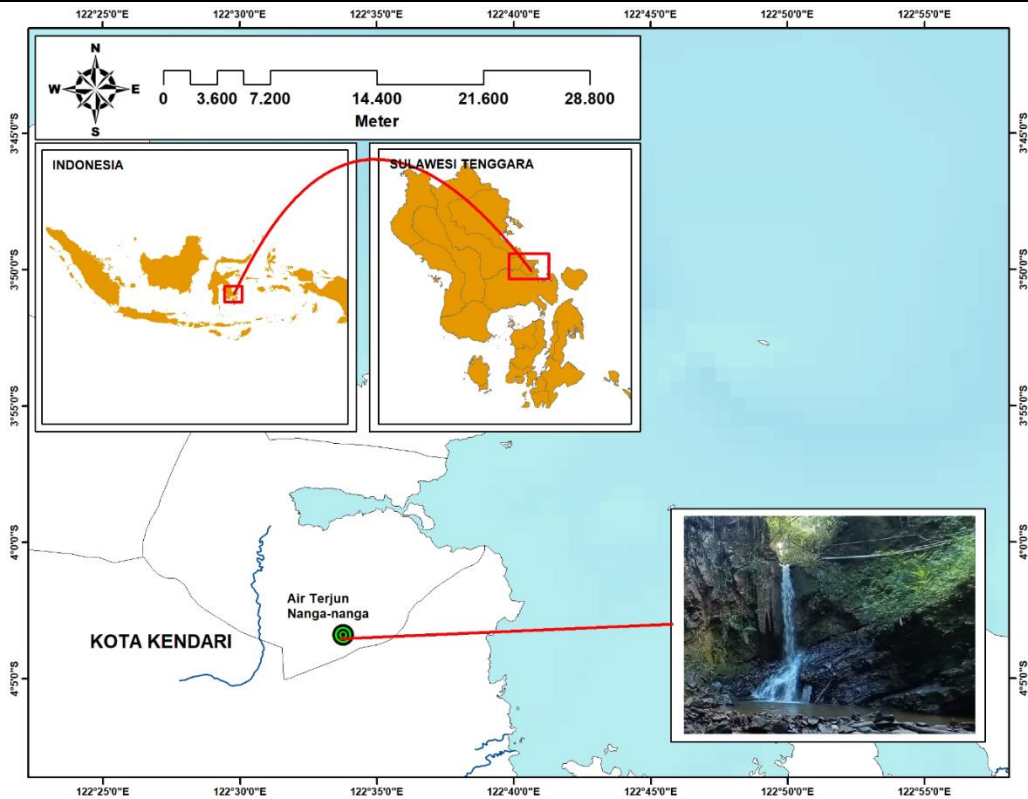 122°25'0"E 122°30'0"E 122°35'0"E 122°40'0"E 122°45'0"E 122°50'0"E 122°55'0"E
N
W E
S
0 3.600 7.200 14.400 21.600 28.800
Meter
INDONESIA
SULAWESI TENGGARA
3°45'0"S 3°45'0"S
3°50'0"S 3°50'0"S
3°55'0"S 3°55'0"S
4°0'0"S 4°0'0"S
Air Terjun
Nanga-nanga
KOTA KENDARI
4°5'0"S 4°5'0"S
122°25'0"E 122°30'0"E 122°35'0"E 122°40'0"E 122°45'0"E 122°50'0"E 122°55'0"E